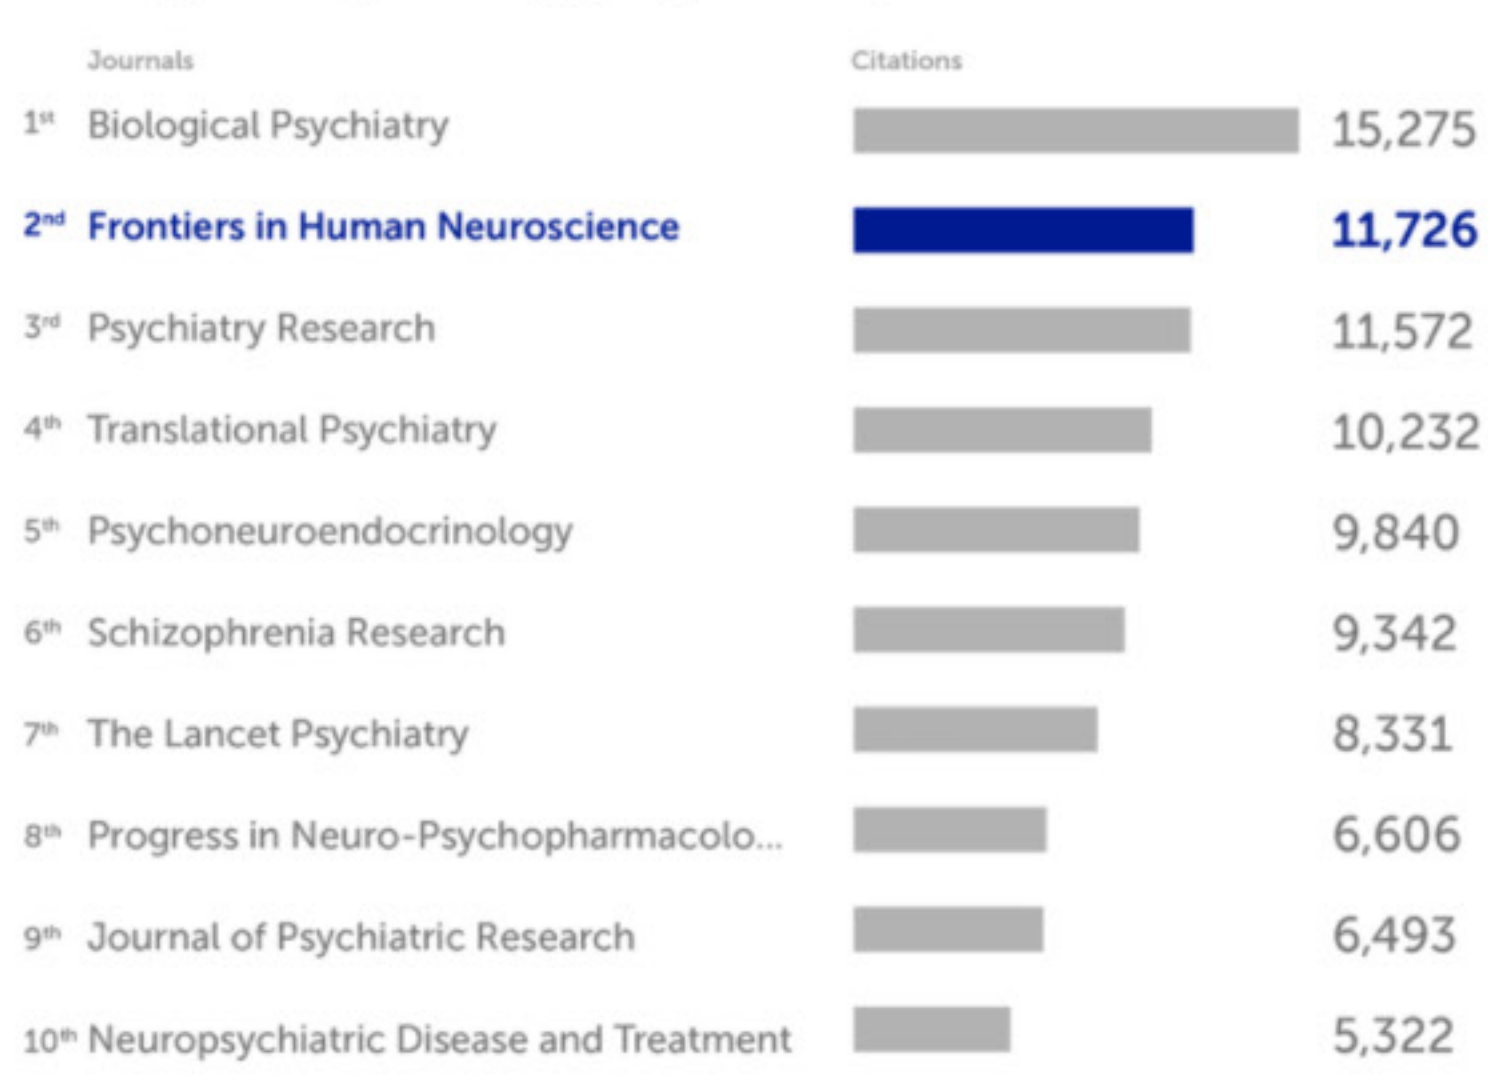 Journals Citations
1st Biological Psychiatry 15,275
2nd Frontiers in Human Neuroscience 11,726
3rd Psychiatry Research 11,572
4th Translational Psychiatry 10,232
5th Psychoneuroendocrinology 9,840
6th Schizophrenia Research 9,342
7th The Lancet Psychiatry 8,331
8th Progress in Neuro-Psychopharmacolo... 6,606
9th Journal of Psychiatric Research 6,493
10th Neuropsychiatric Disease and Treatment 5,322